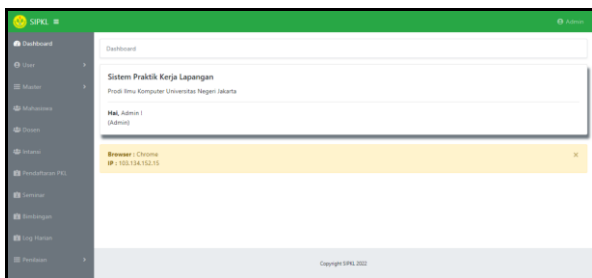 SIPKL
Admin
Dashboard
User
Master
Mahasiswa
Dosen
Intansi
Pendaftaran PKL
Seminar
Bimbingan
Log Harian
Penilaian
Dashboard
Sistem Praktik Kerja Lapangan
Prodi Ilmu Komputer Universitas Negeri Jakarta
Hai, Admin !
(Admin)
Browser : Chrome
IP : 103.134.152.15
×
Copyright SIPKL 2022